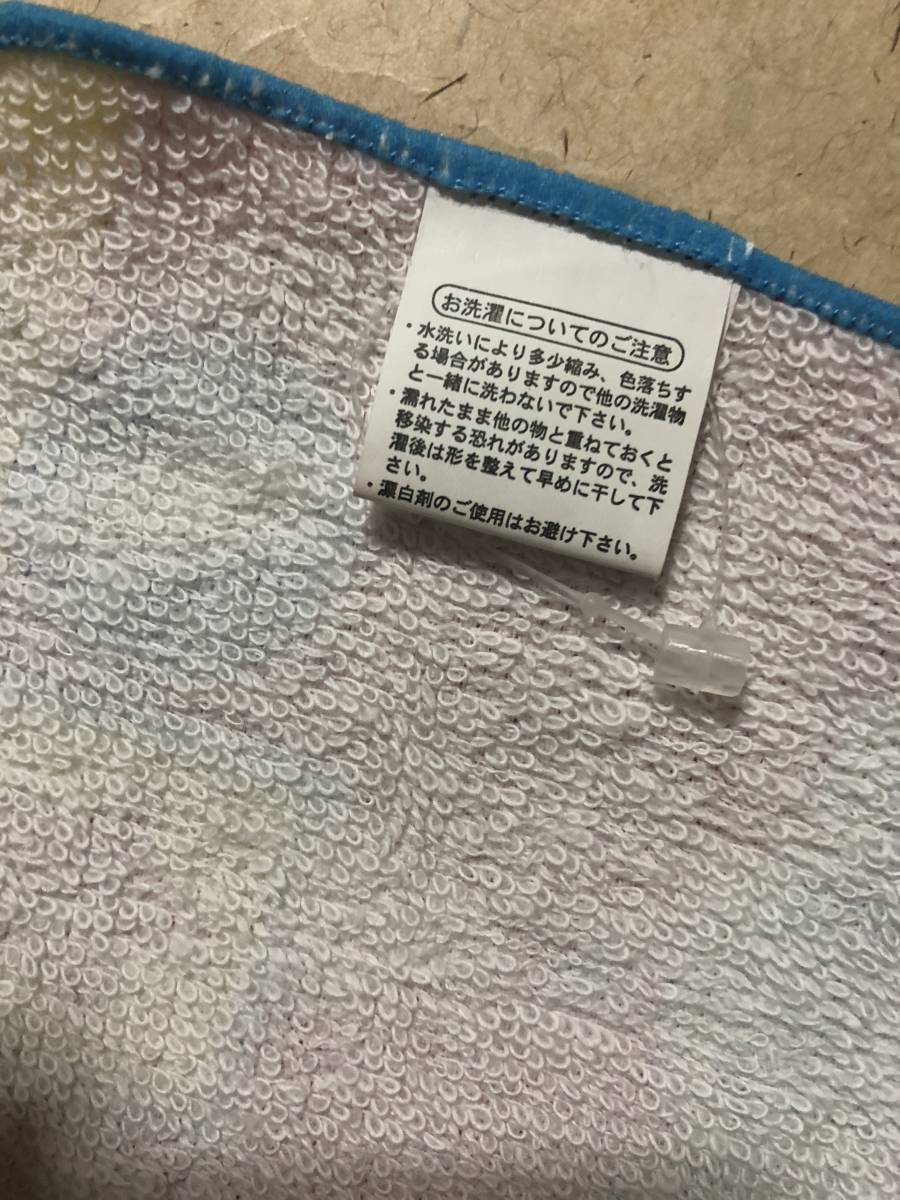 お洗濯についてのご注意
・水洗いにより多少縮み、色落ちす
る場合がありますので他の洗濯物
と一緒に洗わないで下さい。
・濡れたまま他の物と重ねておくと
移染する恐れがありますので、洗
濯後は形を整えて早めに干して下
さい。
・漂白剤のご使用はお避け下さい。